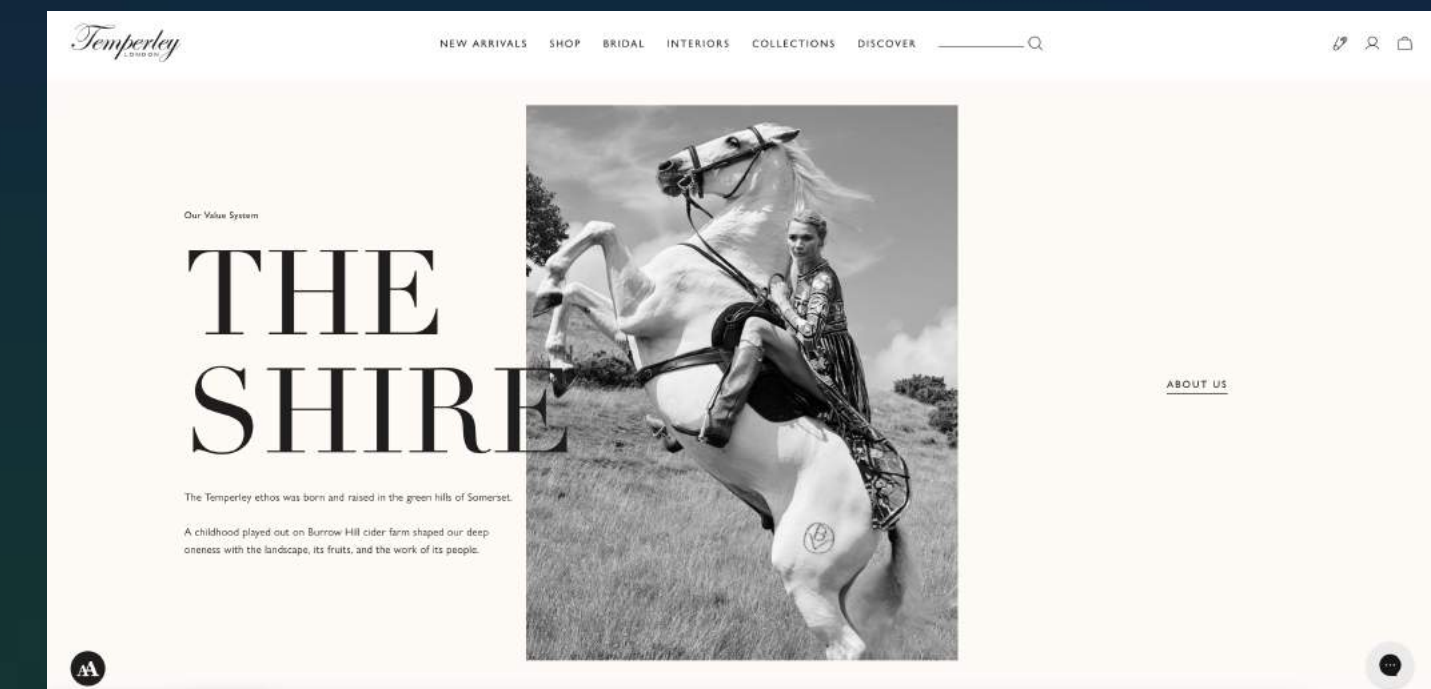 Temperley
LONDON
NEW ARRIVALS SHOP BRIDAL INTERIORS COLLECTIONS DISCOVER
Our Value System
THE
SHIRE
The Temperley ethos was born and raised in the green hills of Somerset.
A childhood played out on Burrow Hill cider farm shaped our deep
oneness with the landscape, its fruits, and the work of its people.
ABOUT US
AA